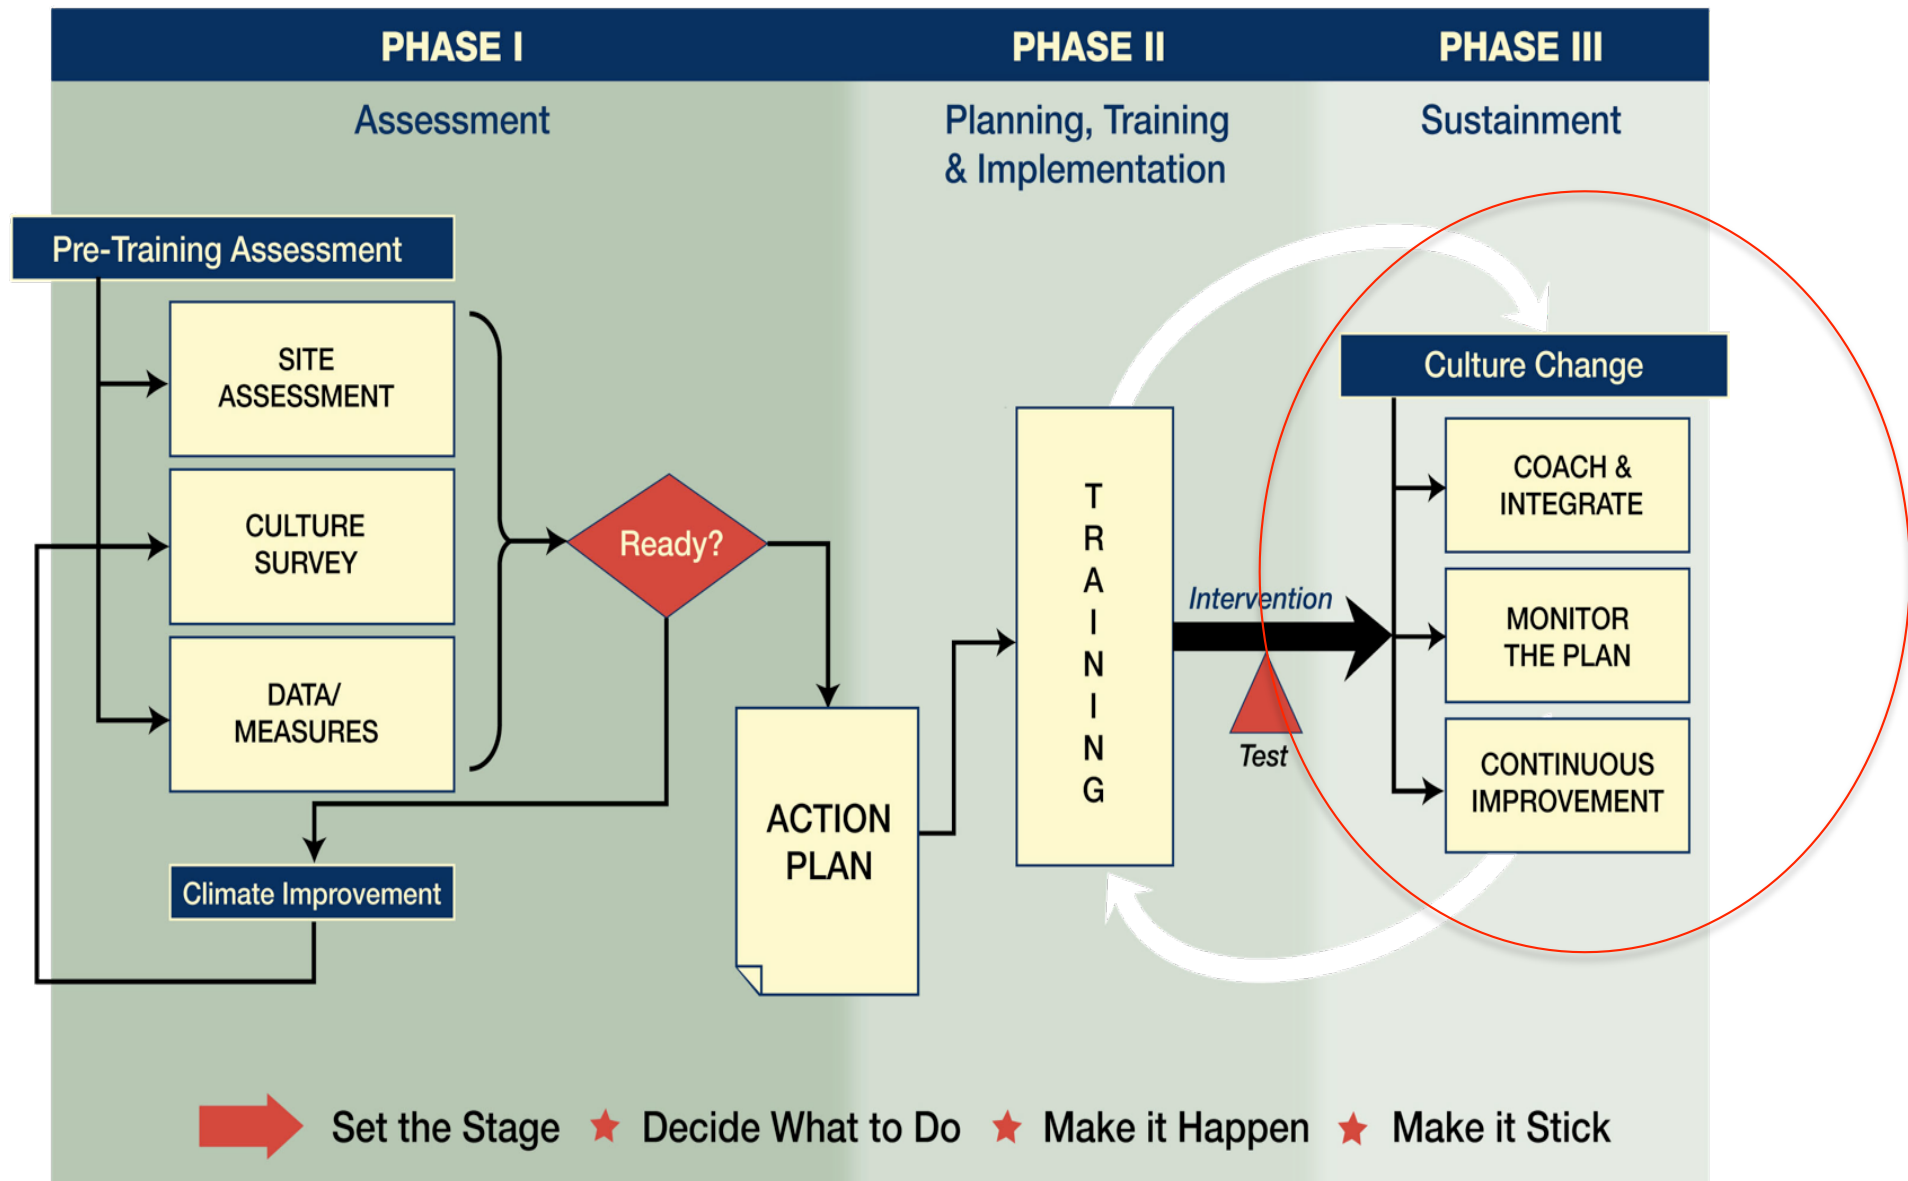 PHASE I
PHASE II
PHASE III
Assessment
Planning, Training
& Implementation
Sustainment
Pre-Training Assessment
SITE
ASSESSMENT
CULTURE
SURVEY
DATA/
MEASURES
Ready?
Climate Improvement
ACTION
PLAN
T
R
A
I
N
I
N
G
Intervention
Test
Culture Change
COACH &
INTEGRATE
MONITOR
THE PLAN
CONTINUOUS
IMPROVEMENT
Set the Stage ★ Decide What to Do ★ Make it Happen ★ Make it Stick